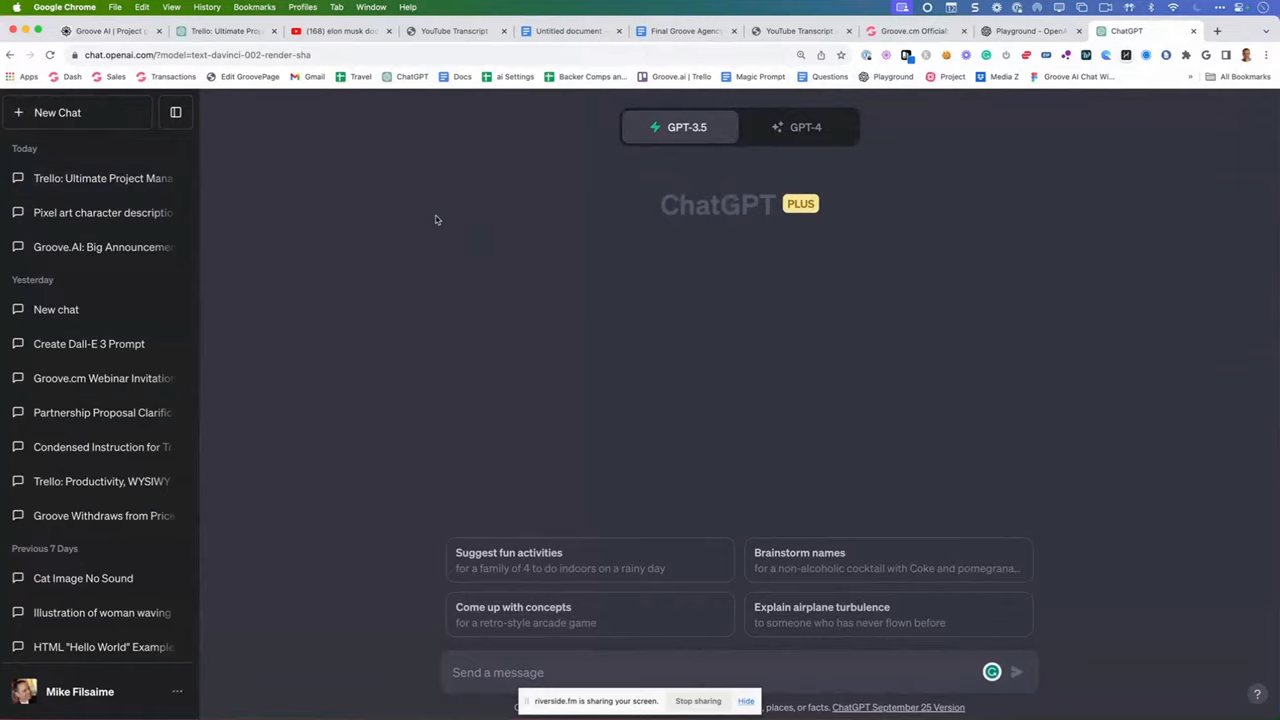 Google Chrome File Edit View History Bookmarks Profiles Tab Window Help
Groove AI | Project p
Trello: Ultimate Project Ma
(168) elon musk doc
YouTube Transcript
Untitled document
Final Groove Agency
YouTube Transcript
Groove.cm Official
Playground - OpenA
ChatGPT
chat.openai.com/?model=text-davinci-002-render-sha
Apps Dash Sales Transactions Edit GroovePage Gmail Travel ChatGPT Docs ai Settings Backer Comps an... Groove.ai | Trello Magic Prompt Questions Playground Project Media Z Groove AI Chat Wi... » All Bookmarks
+ New Chat
Today
Trello: Ultimate Project Mana
Pixel art character descriptio
Groove.AI: Big Announcemen
Yesterday
New chat
Create Dall-E 3 Prompt
Groove.cm Webinar Invitation
Partnership Proposal Clarific
Condensed Instruction for Tr
Trello: Productivity, WYSIWY
Groove Withdraws from Price
Previous 7 Days
Cat Image No Sound
Illustration of woman waving
HTML "Hello World" Example
Mike Filsaime ...
GPT-3.5
GPT-4
ChatGPT PLUS
Suggest fun activities
for a family of 4 to do indoors on a rainy day
Brainstorm names
for a non-alcoholic cocktail with Coke and pomegrana...
Come up with concepts
for a retro-style arcade game
Explain airplane turbulence
to someone who has never flown before
Send a message
riverside.fm is sharing your screen. Stop sharing Hide
, places, or facts. ChatGPT September 25 Version
?